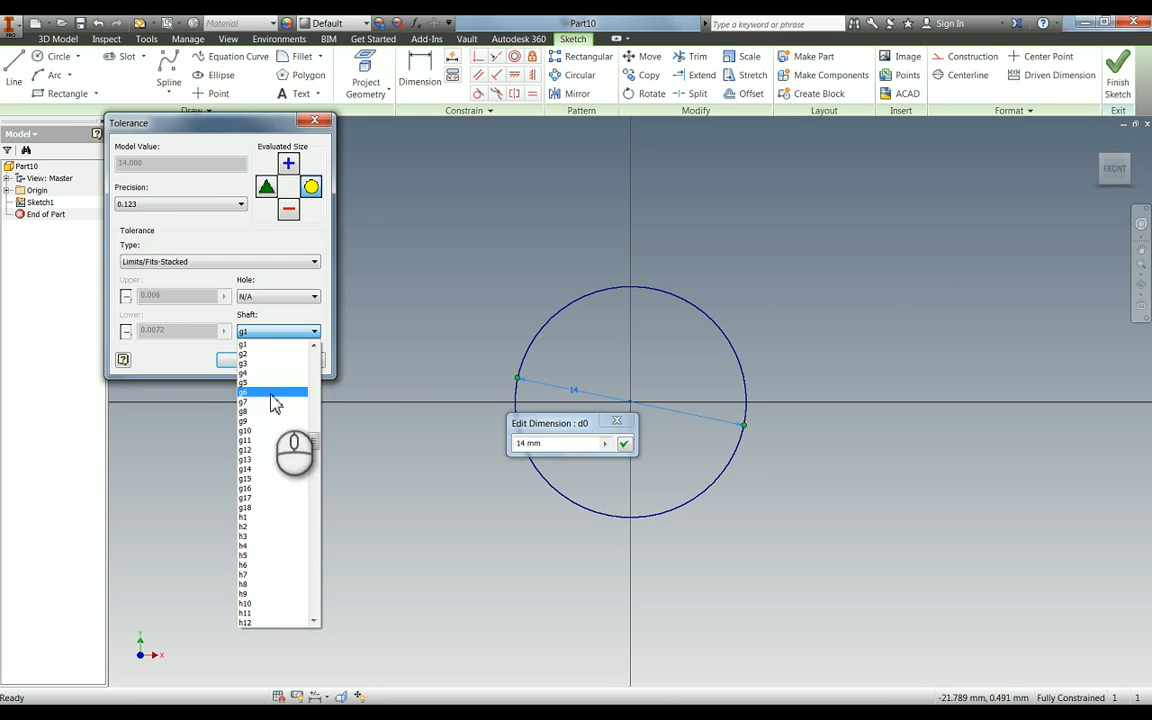 PRO
Material
Default
Part10
Type a keyword or phrase
Sign In
3D Model
Inspect
Tools
Manage
View
Environments
BIM
Get Started
Add-Ins
Vault
Autodesk 360
Sketch
Line
Circle
Arc
Rectangle
Slot
Spline
Equation Curve
Ellipse
Point
Fillet
Polygon
Text
Project Geometry
Dimension
Rectangular
Circular
Mirror
Move
Copy
Rotate
Trim
Extend
Split
Scale
Stretch
Offset
Make Part
Make Components
Create Block
Image
Points
ACAD
Construction
Centerline
Center Point
Driven Dimension
Finish Sketch
Draw
Constrain
Pattern
Modify
Layout
Insert
Format
Exit
Model
Part10
View: Master
Origin
Sketch1
End of Part
Tolerance
Model Value:
14.000
Evaluated Size
Precision:
0.123
Tolerance
Type:
Limits/Fits-Stacked
Upper:
0.006
Hole:
N/A
Lower:
0.0072
Shaft:
g1
g1
g2
g3
g4
g5
g6
g7
g8
g9
g10
g11
g12
g13
g14
g15
g16
g17
g18
h1
h2
h3
h4
h5
h6
h7
h8
h9
h10
h11
h12
14
Edit Dimension : d0
14 mm
FRONT
Y
X
Ready
-21.789 mm, 0.491 mm
Fully Constrained
1
1